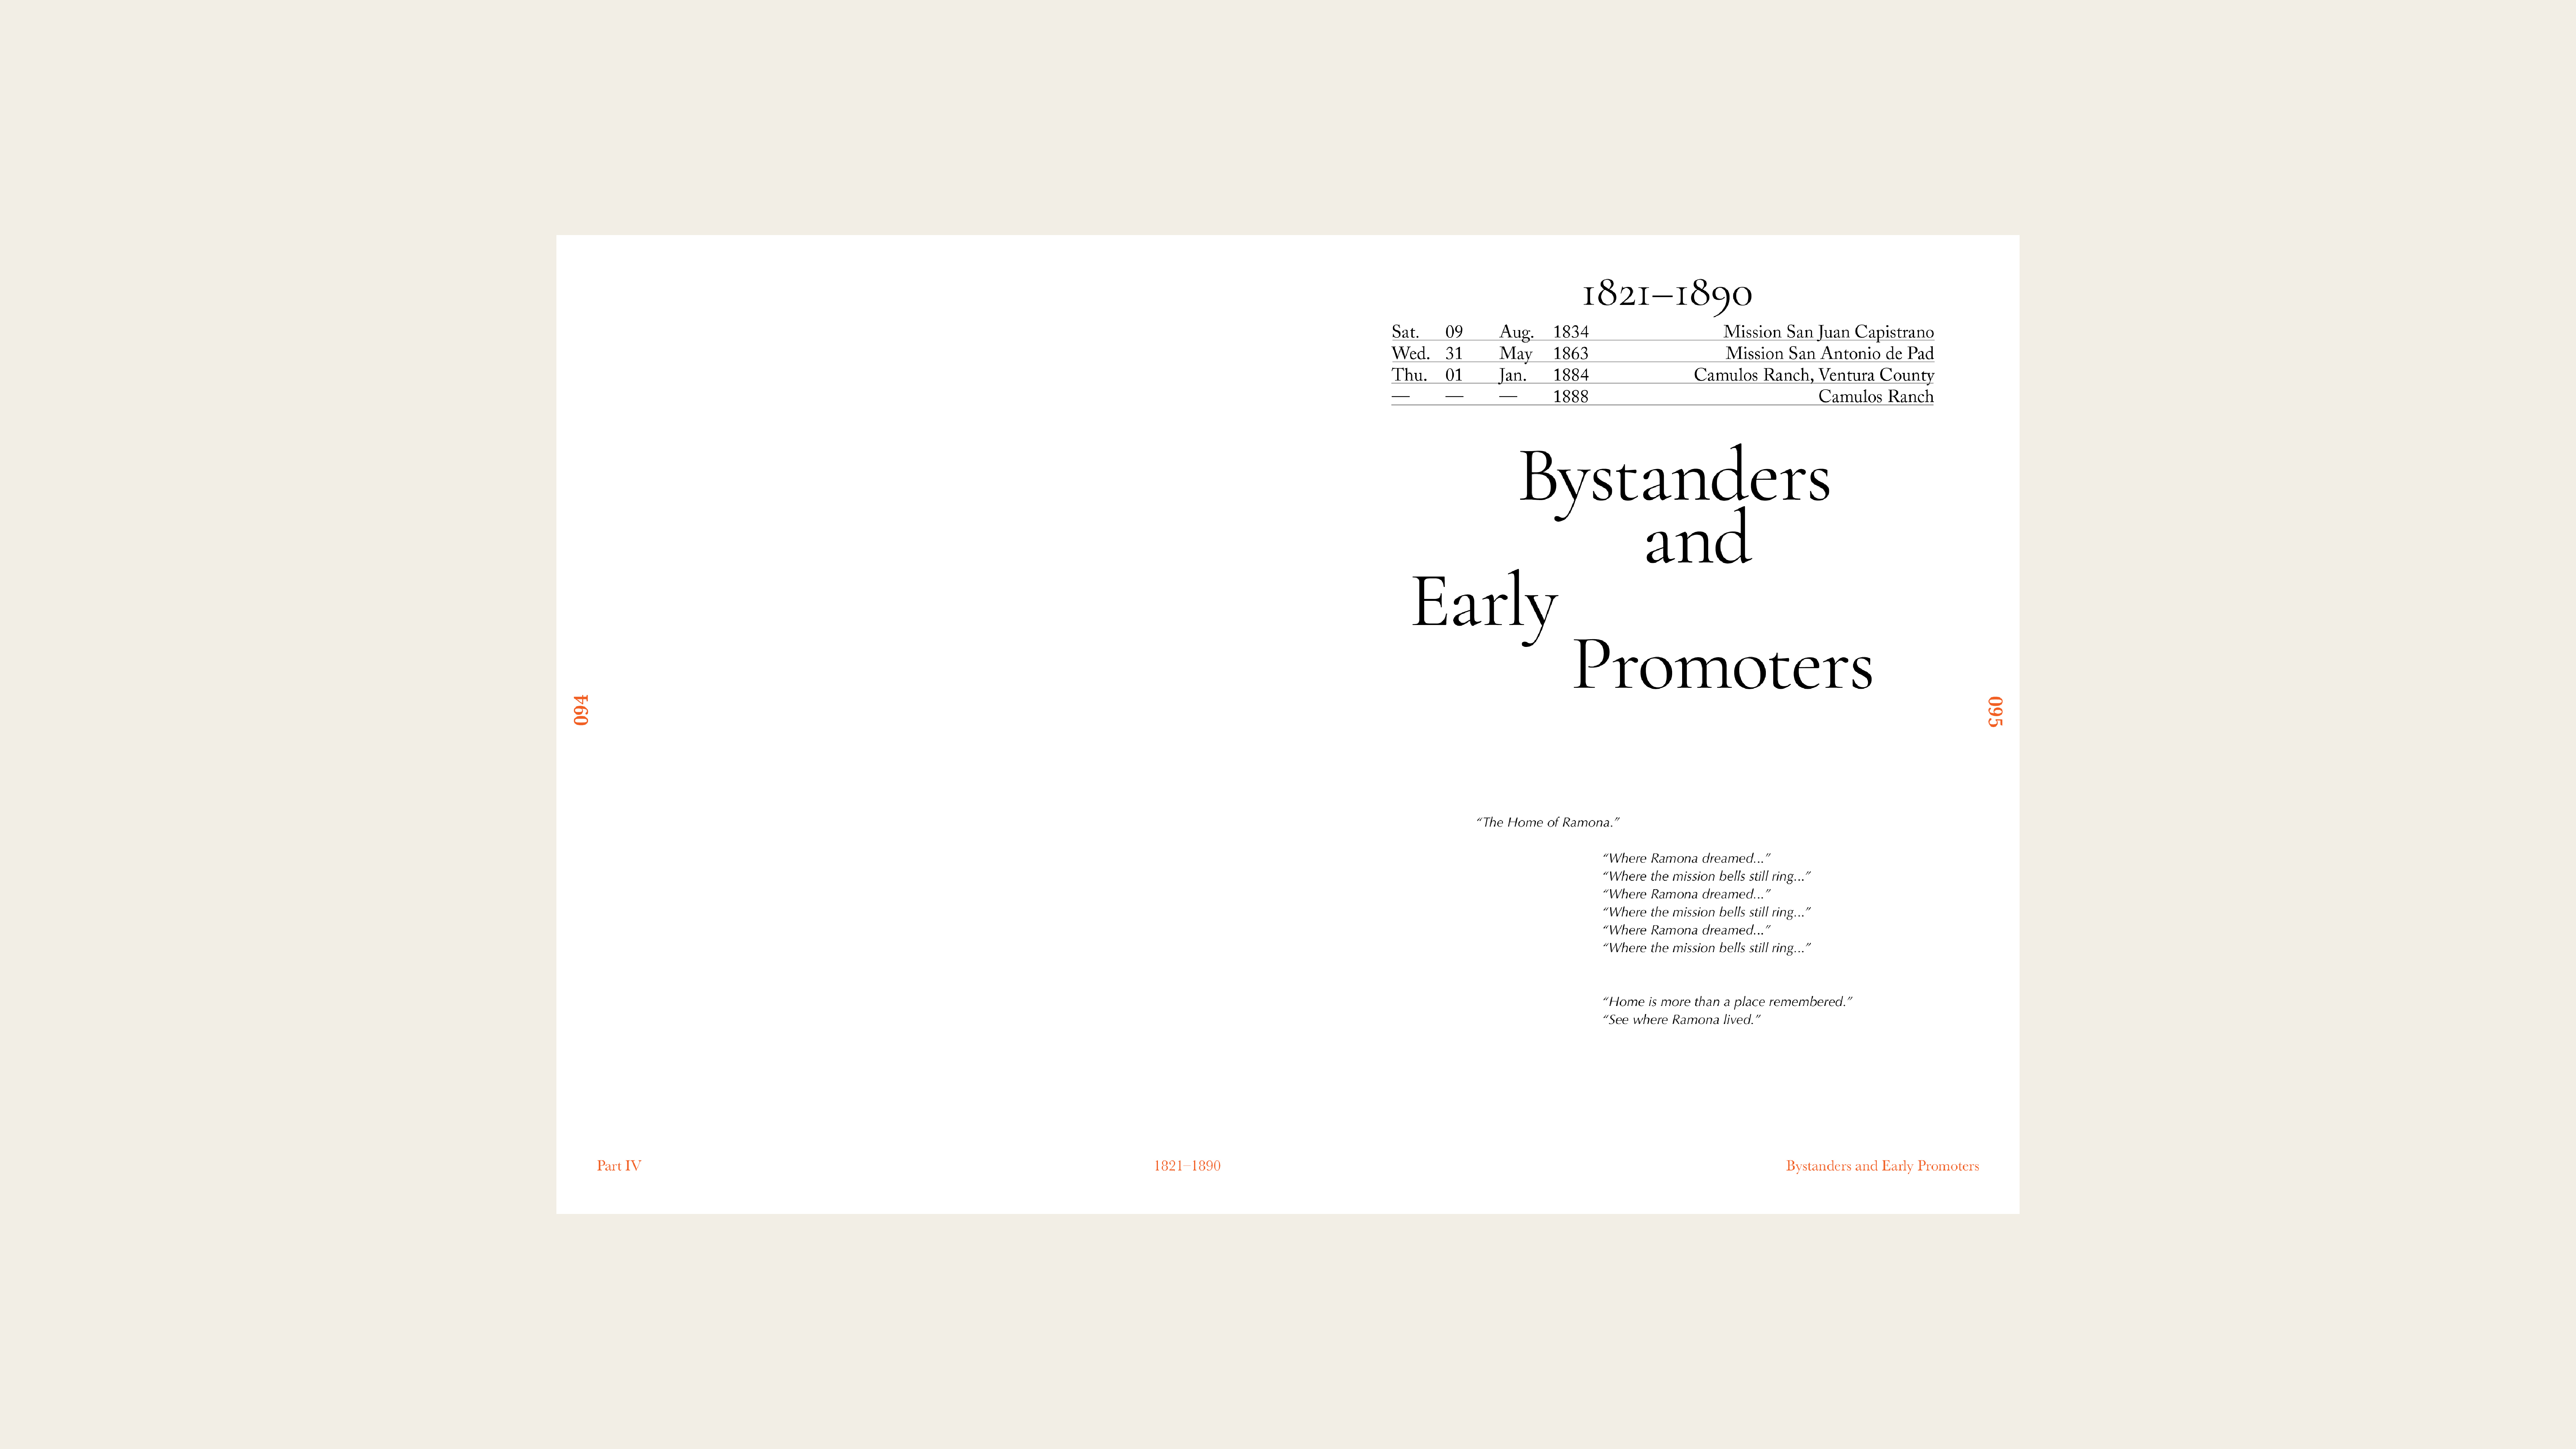 1821–1890
Sat. 09 Aug. 1834 Mission San Juan Capistrano
Wed. 31 May 1863 Mission San Antonio de Pad
Thu. 01 Jan. 1884 Camulos Ranch, Ventura County
— — — 1888 Camulos Ranch
Bystanders
and
Early
Promoters
094
095
“The Home of Ramona.”
“Where Ramona dreamed...”
“Where the mission bells still ring...”
“Where Ramona dreamed...”
“Where the mission bells still ring...”
“Where Ramona dreamed...”
“Where the mission bells still ring...”
“Home is more than a place remembered.”
“See where Ramona lived.”
Part IV 1821–1890 Bystanders and Early Promoters